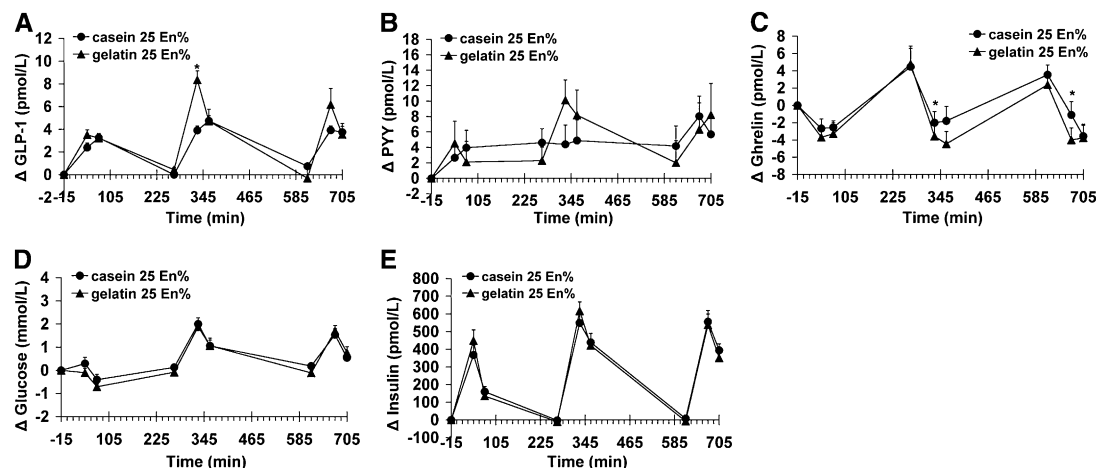 A
casein 25 En%
gelatin 25 En%
Δ GLP-1 (pmol/L)
12
10
8
6
4
2
0
-2
*
-15 105 225 345 465 585 705
Time (min)
B
casein 25 En%
gelatin 25 En%
Δ PYY (pmol/L)
18
16
14
12
10
8
6
4
2
0
-2
-15 105 225 345 465 585 705
Time (min)
C
casein 25 En%
gelatin 25 En%
Δ Ghrelin (pmol/L)
8
6
4
2
0
-2
-4
-6
-8
* *
-15 105 225 345 465 585 705
Time (min)
D
casein 25 En%
gelatin 25 En%
Δ Glucose (mmol/L)
4
3
2
1
0
-1
-2
-15 105 225 345 465 585 705
Time (min)
E
casein 25 En%
gelatin 25 En%
Δ Insulin (pmol/L)
800
700
600
500
400
300
200
100
0
-100
-15 105 225 345 465 585 705
Time (min)